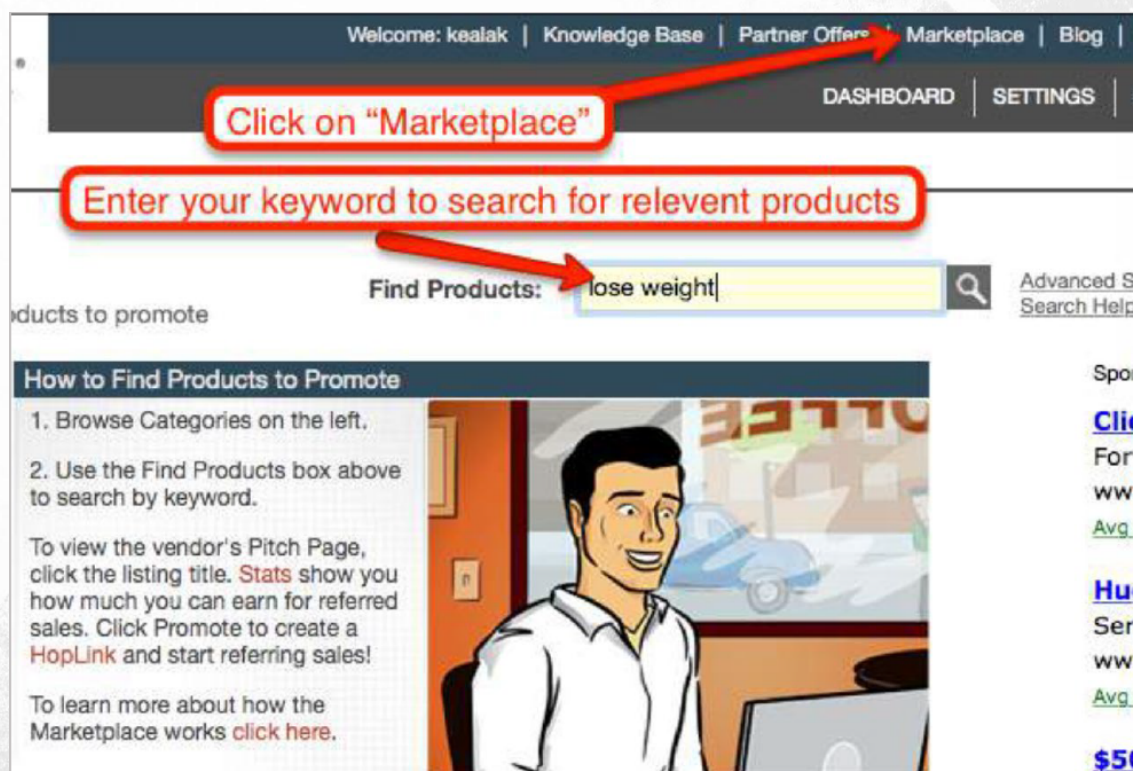 Welcome: kealak | Knowledge Base | Partner Offers | Marketplace | Blog |
DASHBOARD | SETTINGS |
Click on “Marketplace”
Enter your keyword to search for relevent products
Find Products: lose weight
Advanced S
Search Help
oducts to promote
How to Find Products to Promote
1. Browse Categories on the left.
2. Use the Find Products box above
to search by keyword.
To view the vendor's Pitch Page,
click the listing title. Stats show you
how much you can earn for referred
sales. Click Promote to create a
HopLink and start referring sales!
To learn more about how the
Marketplace works click here.
Spo
Clic
For
ww
Avg
Hu
Ser
ww
Avg
$50